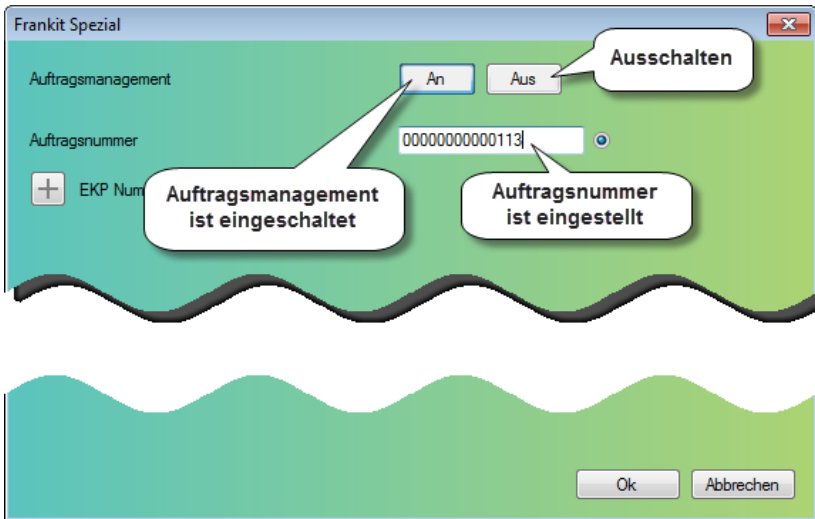 Frankit Spezial
Ausschalten
Auftragsmanagement
An
Aus
Auftragsnummer
00000000000113
EKP Num
Auftragsmanagement
ist eingeschaltet
Auftragsnummer
ist eingestellt
Ok
Abbrechen